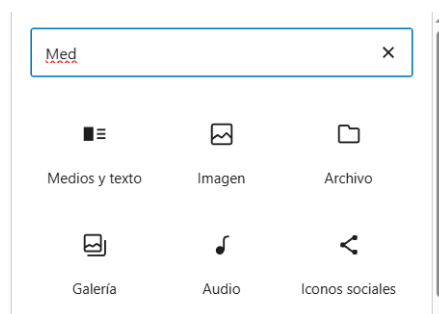 Med
Medios y texto
Imagen
Archivo
Galería
Audio
Iconos sociales